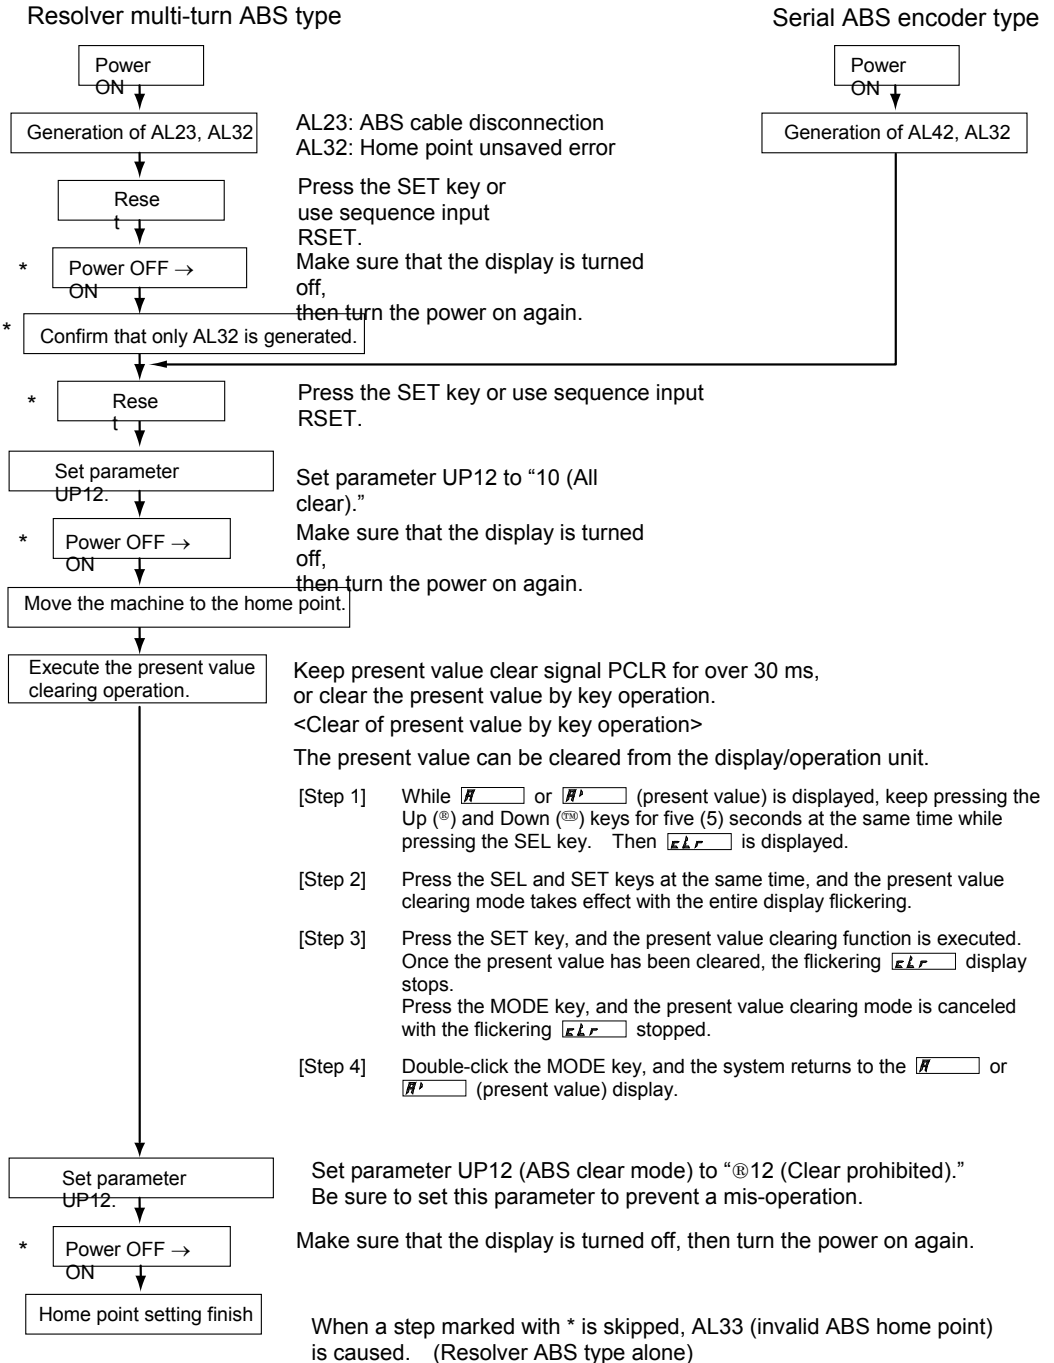 Resolver multi-turn ABS type
Serial ABS encoder type
Power
ON
Power
ON
Generation of AL23, AL32
AL23: ABS cable disconnection
AL32: Home point unsaved error
Generation of AL42, AL32
Rese
t
Press the SET key or
use sequence input
RSET.
*
Power OFF →
ON
Make sure that the display is turned
off,
then turn the power on again.
*
Confirm that only AL32 is generated.
*
Rese
t
Press the SET key or use sequence input
RSET.
Set parameter
UP12.
Set parameter UP12 to “10 (All
clear).”
*
Power OFF →
ON
Make sure that the display is turned
off,
then turn the power on again.
Move the machine to the home point.
Execute the present value
clearing operation.
Keep present value clear signal PCLR for over 30 ms,
or clear the present value by key operation.
<Clear of present value by key operation>
The present value can be cleared from the display/operation unit.
[Step 1] While A or A' (present value) is displayed, keep pressing the
Up (®) and Down (™) keys for five (5) seconds at the same time while
pressing the SEL key. Then cLr is displayed.
[Step 2] Press the SEL and SET keys at the same time, and the present value
clearing mode takes effect with the entire display flickering.
[Step 3] Press the SET key, and the present value clearing function is executed.
Once the present value has been cleared, the flickering cLr display
stops.
Press the MODE key, and the present value clearing mode is canceled
with the flickering cLr stopped.
[Step 4] Double-click the MODE key, and the system returns to the A or
A' (present value) display.
Set parameter
UP12.
Set parameter UP12 (ABS clear mode) to “®12 (Clear prohibited).”
Be sure to set this parameter to prevent a mis-operation.
*
Power OFF →
ON
Make sure that the display is turned off, then turn the power on again.
Home point setting finish
When a step marked with * is skipped, AL33 (invalid ABS home point)
is caused. (Resolver ABS type alone)